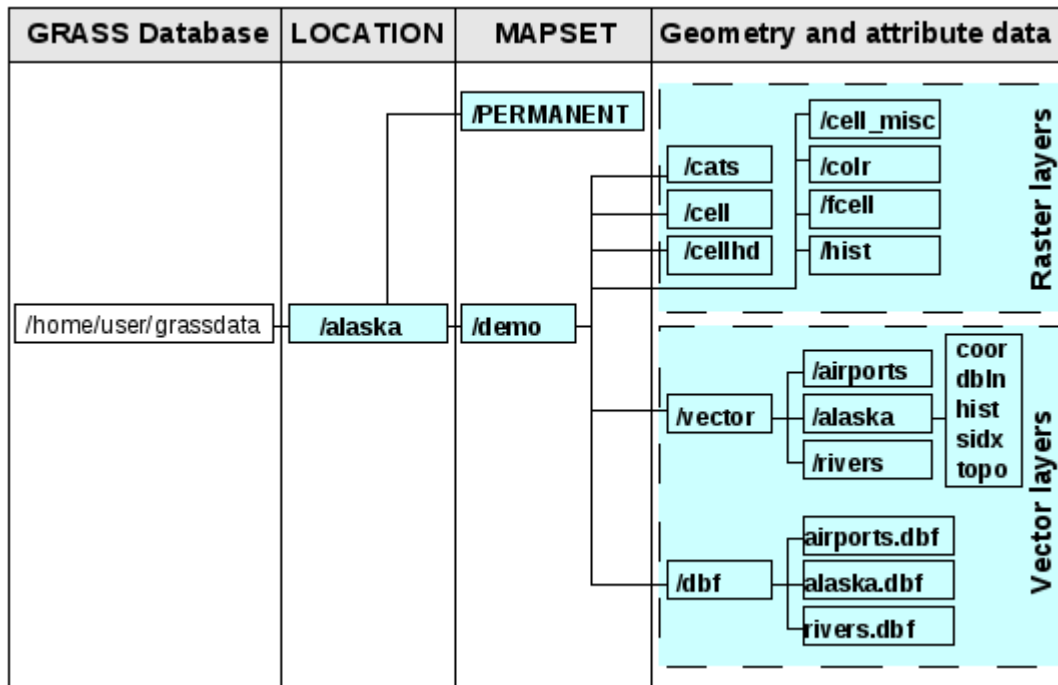 GRASS Database
LOCATION
MAPSET
Geometry and attribute data
/home/user/grassdata
/alaska
/PERMANENT
/demo
/cats
/cell
/cellhd
/cell_misc
/colr
/fcell
/hist
Raster layers
/vector
/airports
/alaska
/rivers
coor
dbln
hist
sidx
topo
/dbf
airports.dbf
alaska.dbf
rivers.dbf
Vector layers